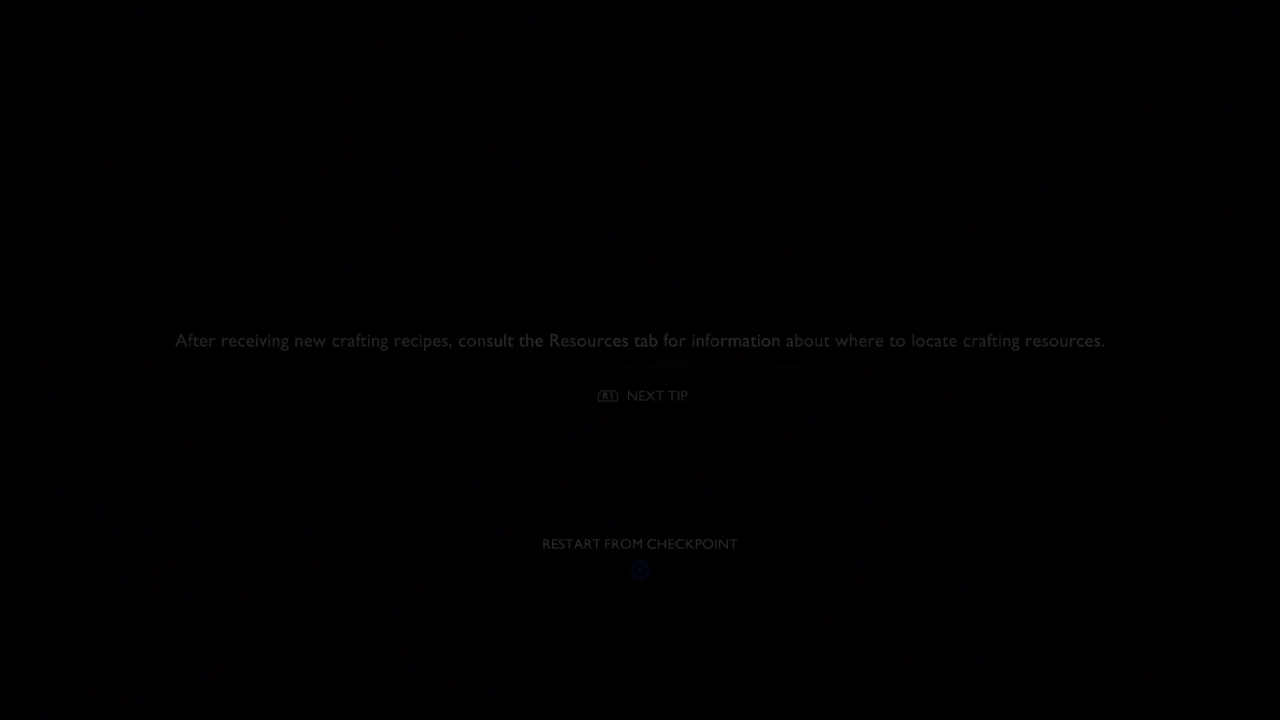 After receiving new crafting recipes, consult the Resources tab for information about where to locate crafting resources.
R1 NEXT TIP
RESTART FROM CHECKPOINT